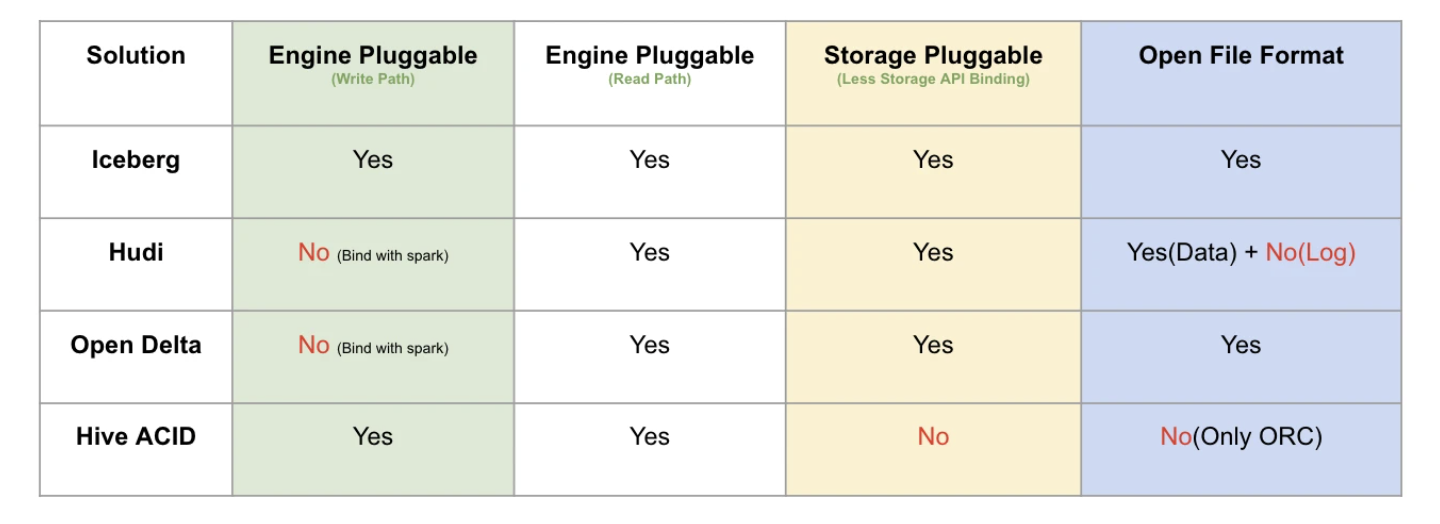 Solution Engine Pluggable Engine Pluggable Storage Pluggable Open File Format
(Write Path) (Read Path) (Less Storage API Binding)
Iceberg Yes Yes Yes Yes
Hudi No (Bind with spark) Yes Yes Yes(Data) + No(Log)
Open Delta No (Bind with spark) Yes Yes Yes
Hive ACID Yes Yes No No(Only ORC)